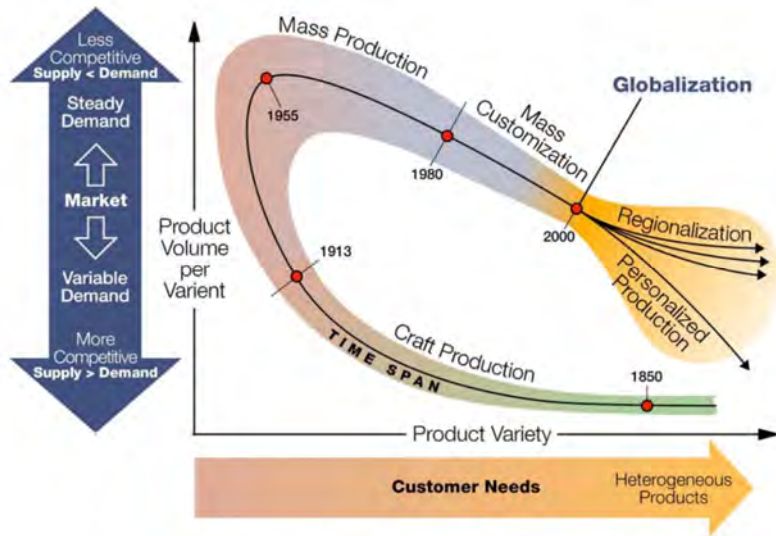 Less
Competitive
Supply < Demand
Steady
Demand
Market
Variable
Demand
More
Competitive
Supply > Demand
Product
Volume
per
Varient
Mass Production
1955
1980
Mass
Customization
Globalization
2000
Regionalization
Personalized
Production
1913
Craft Production
TIME SPAN
1850
Product Variety
Customer Needs
Heterogeneous
Products